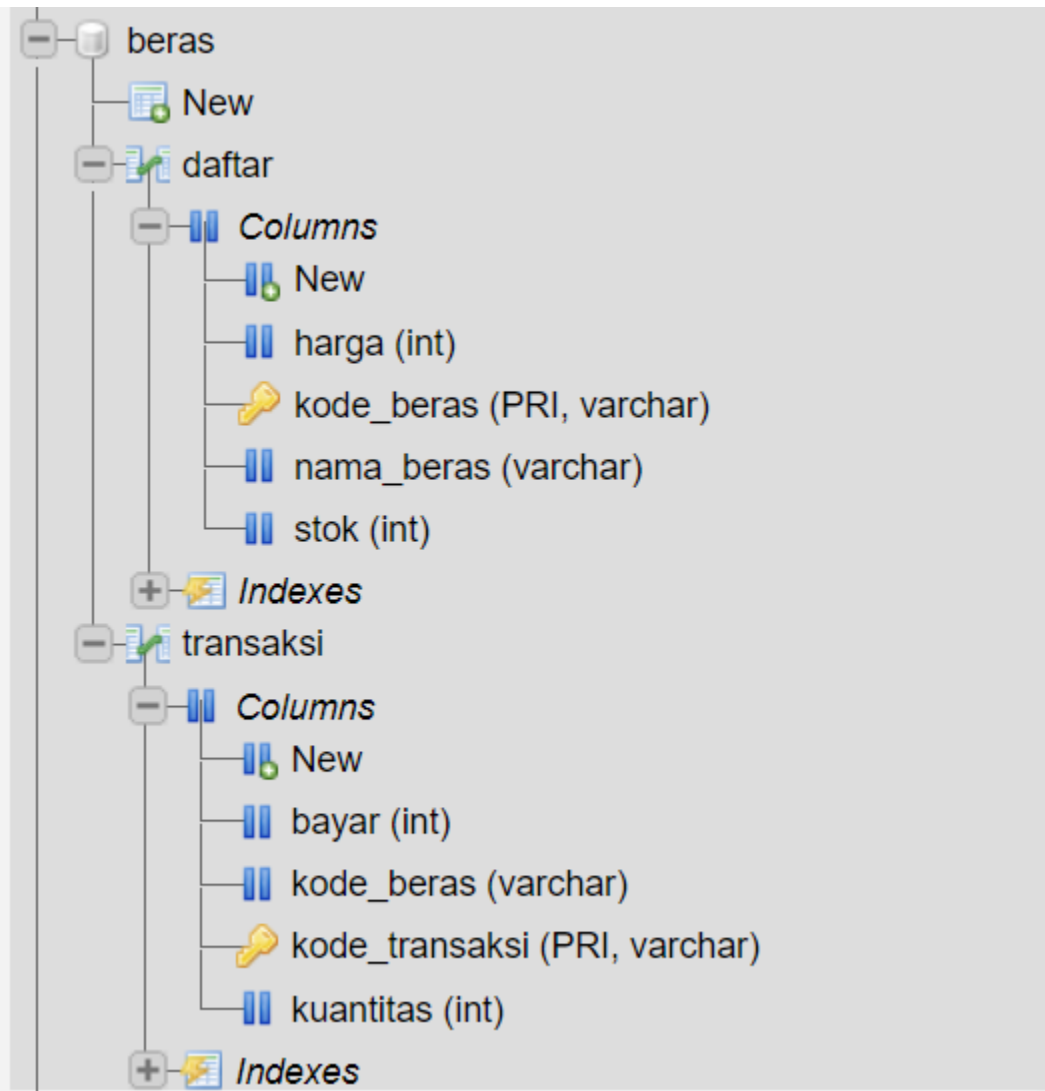 beras
New
daftar
Columns
New
harga (int)
kode_beras (PRI, varchar)
nama_beras (varchar)
stok (int)
Indexes
transaksi
Columns
New
bayar (int)
kode_beras (varchar)
kode_transaksi (PRI, varchar)
kuantitas (int)
Indexes